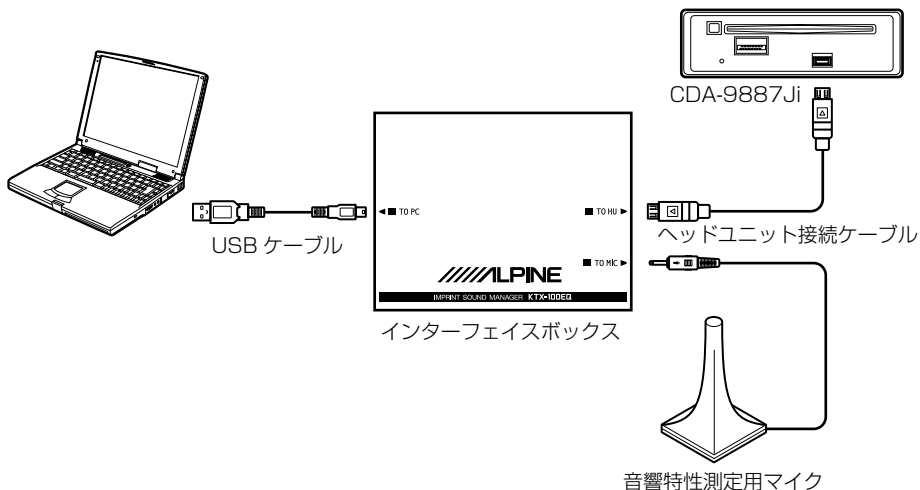 CDA-9887Ji
◀ ■ TO PC
■ TO HU ▶
USB ケーブル
ヘッドユニット接続ケーブル
■ TO MIC ▶
ALPINE
IMPRINT SOUND MANAGER KTX-100EQ
インターフェイスボックス
音響特性測定用マイク